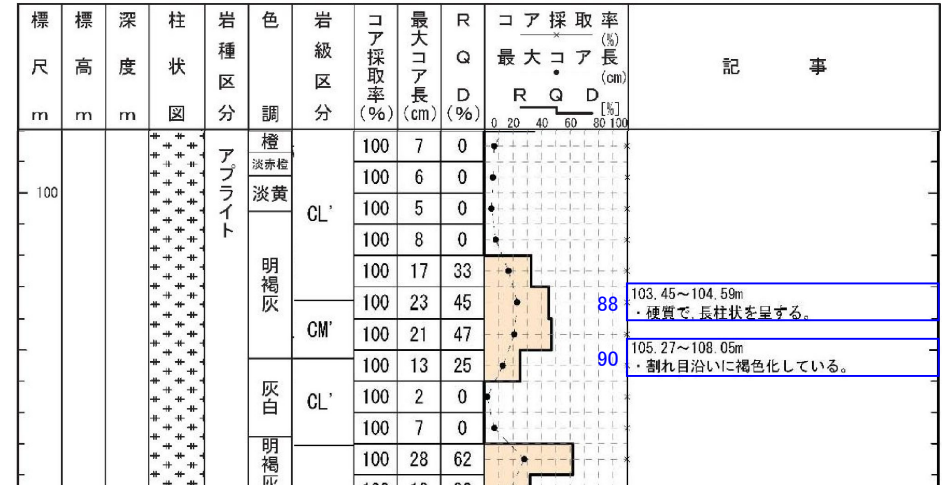 標尺 m
標高 m
深度 m
柱状図
岩種区分
色調
岩級区分
コア採取率(%)
最大コア長(cm)
RQD(%)
コア採取率
(%)
最大コア長
(cm)
RQD
[%]
0 20 40 60 80 100
記事
100
アプライト
橙
淡赤橙
淡黄
明褐灰
灰白
明褐灰
CL'
CM'
CL'
100 7 0
100 6 0
100 5 0
100 8 0
100 17 33
100 23 45
100 21 47
100 13 25
100 2 0
100 7 0
100 28 62
88
103.45～104.59m
・硬質で,長柱状を呈する。
90
105.27～108.05m
・割れ目沿いに褐色化している。